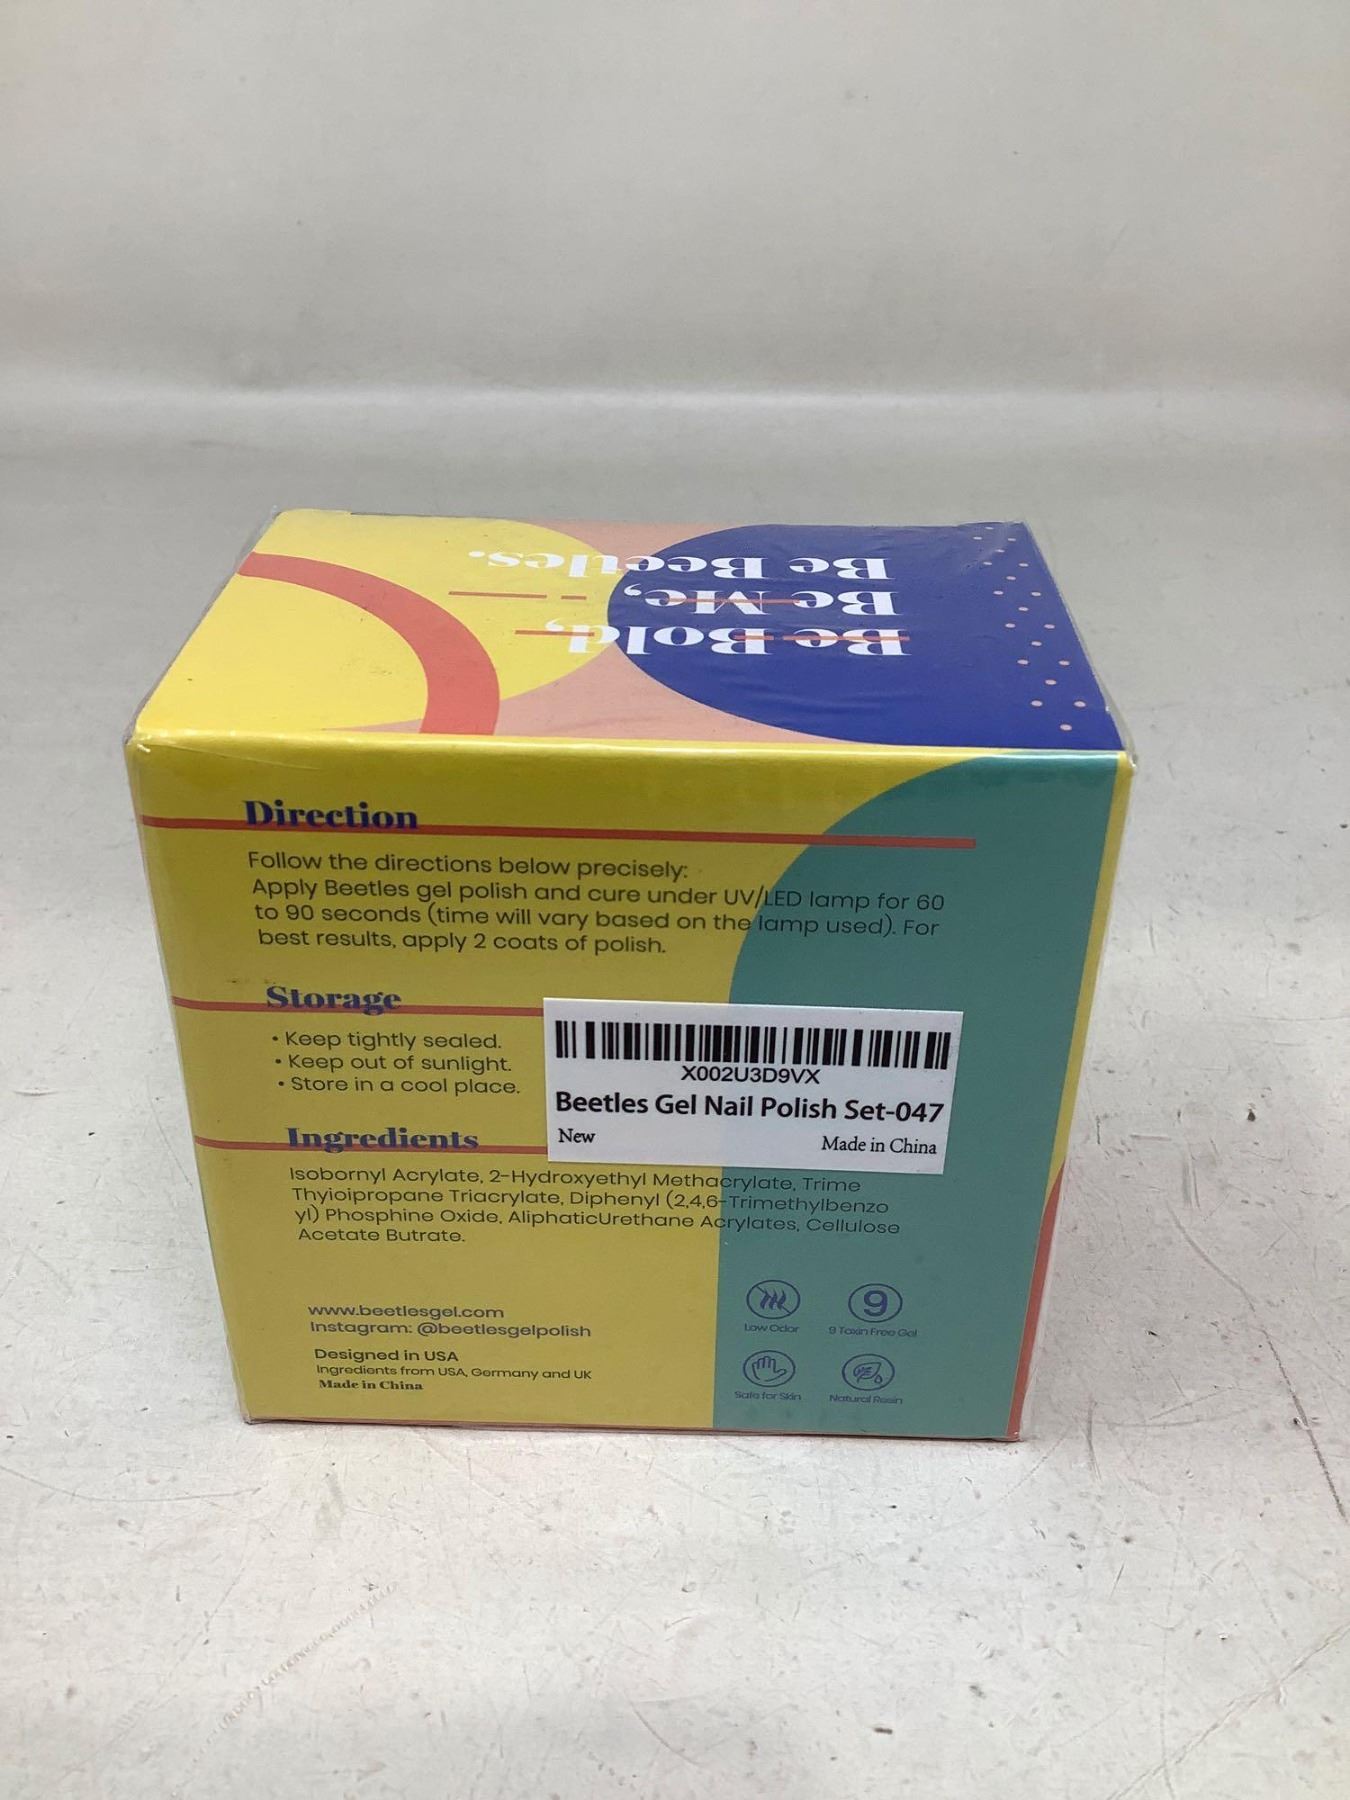 Be Bold,
Be Me,
Be Beetles.
Direction
Follow the directions below precisely:
Apply Beetles gel polish and cure under UV/LED lamp for 60
to 90 seconds (time will vary based on the lamp used). For
best results, apply 2 coats of polish.
Storage
• Keep tightly sealed.
• Keep out of sunlight.
• Store in a cool place.
X002U3D9VX
Beetles Gel Nail Polish Set-047
New
Made in China
Ingredients
Isobornyl Acrylate, 2-Hydroxyethyl Methacrylate, Trime
Thyioipropane Triacrylate, Diphenyl (2,4,6-Trimethylbenzo
yl) Phosphine Oxide, AliphaticUrethane Acrylates, Cellulose
Acetate Butrate.
www.beetlesgel.com
Instagram: @beetlesgelpolish
Designed in USA
Ingredients from USA, Germany and UK
Made in China
Low Odor
9
9 Toxin Free Gel
Safe for Skin
Natural Resin